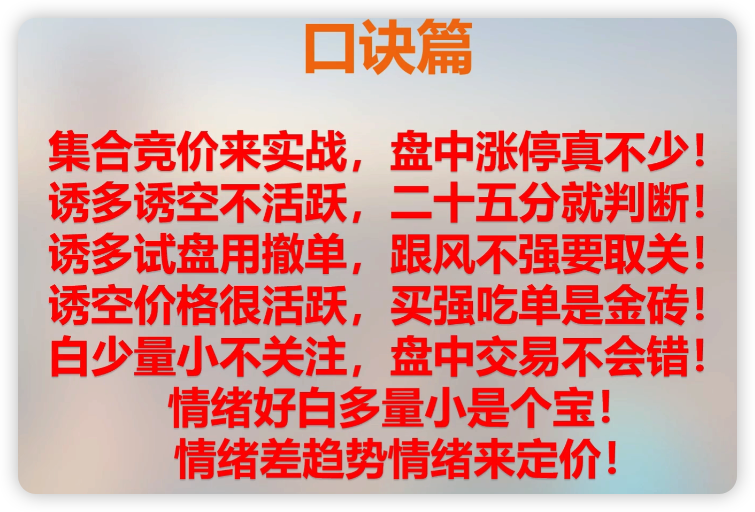 口诀篇
集合竞价来实战，盘中涨停真不少！
诱多诱空不活跃，二十五分就判断！
诱多试盘用撤单，跟风不强要取关！
诱空价格很活跃，买强吃单是金砖！
白少量小不关注，盘中交易不会错！
情绪好白多量小是个宝！
情绪差趋势情绪来定价！